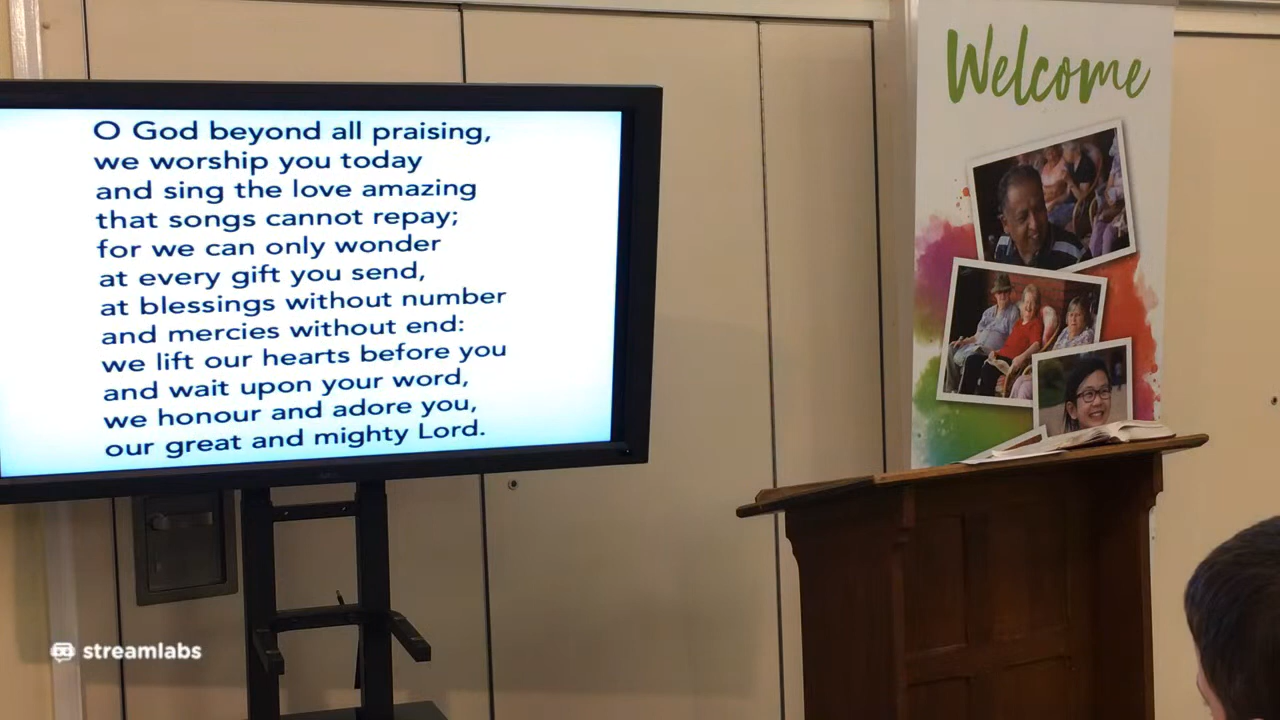 O God beyond all praising,
we worship you today
and sing the love amazing
that songs cannot repay;
for we can only wonder
at every gift you send,
at blessings without number
and mercies without end:
we lift our hearts before you
and wait upon your word,
we honour and adore you,
our great and mighty Lord.
Welcome
streamlabs